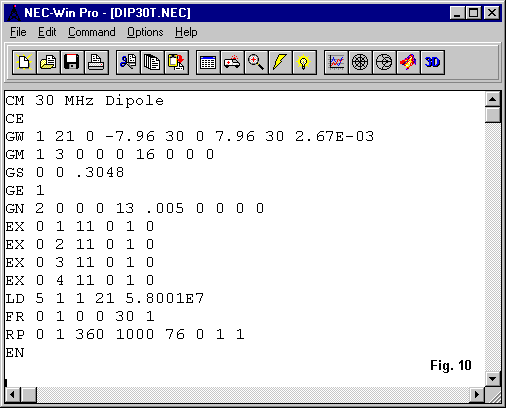 NEC-Win Pro - [DIP30T.NEC]
File Edit Command Options Help
3D
CM 30 MHz Dipole
CE
GW 1 21 0 -7.96 30 0 7.96 30 2.67E-03
GM 1 3 0 0 0 16 0 0 0
GS 0 0 .3048
GE 1
GN 2 0 0 0 13 .005 0 0 0 0
EX 0 1 11 0 1 0
EX 0 2 11 0 1 0
EX 0 3 11 0 1 0
EX 0 4 11 0 1 0
LD 5 1 1 21 5.8001E7
FR 0 1 0 0 30 1
RP 0 1 360 1000 76 0 1 1
EN
Fig. 10